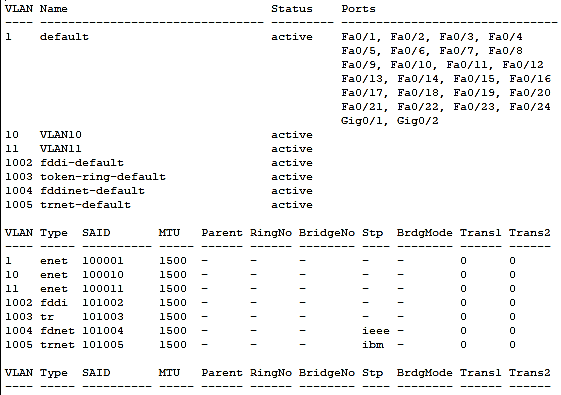 VLAN Name                             Status    Ports
---- -------------------------------- --------- -------------------------------
1    default                          active    Fa0/1, Fa0/2, Fa0/3, Fa0/4
                                                Fa0/5, Fa0/6, Fa0/7, Fa0/8
                                                Fa0/9, Fa0/10, Fa0/11, Fa0/12
                                                Fa0/13, Fa0/14, Fa0/15, Fa0/16
                                                Fa0/17, Fa0/18, Fa0/19, Fa0/20
                                                Fa0/21, Fa0/22, Fa0/23, Fa0/24
                                                Gig0/1, Gig0/2
10   VLAN10                           active
11   VLAN11                           active
1002 fddi-default                     active
1003 token-ring-default               active
1004 fddinet-default                  active
1005 trnet-default                    active
VLAN Type  SAID       MTU   Parent RingNo BridgeNo Stp  BrdgMode Trans1 Trans2
---- ----- ---------- ----- ------ ------ -------- ---- -------- ------ ------
1    enet  100001     1500  -      -      -        -    -        0      0
10   enet  100010     1500  -      -      -        -    -        0      0
11   enet  100011     1500  -      -      -        -    -        0      0
1002 fddi  101002     1500  -      -      -        -    -        0      0
1003 tr    101003     1500  -      -      -        -    -        0      0
1004 fdnet 101004     1500  -      -      -        ieee -        0      0
1005 trnet 101005     1500  -      -      -        ibm  -        0      0
VLAN Type  SAID       MTU   Parent RingNo BridgeNo Stp  BrdgMode Trans1 Trans2
---- ----- ---------- ----- ------ ------ -------- ---- -------- ------ ------